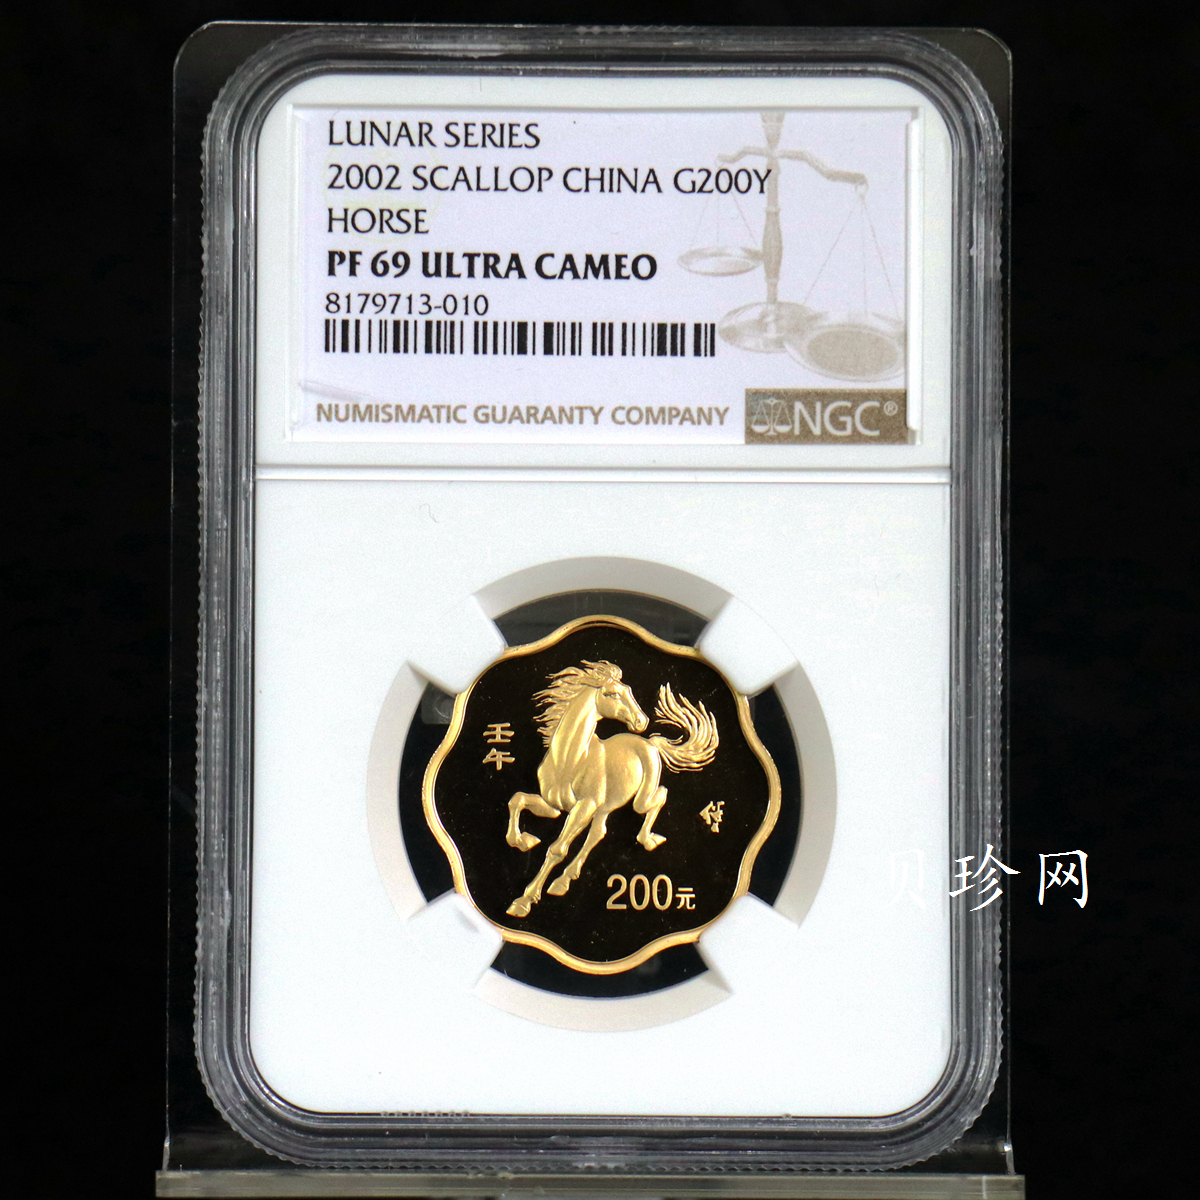 LUNAR SERIES
2002 SCALLOP CHINA G200Y
HORSE
PF 69 ULTRA CAMEO
8179713-010
NUMISMATIC GUARANTY COMPANY
NGC®
壬午
200元
贝珍网